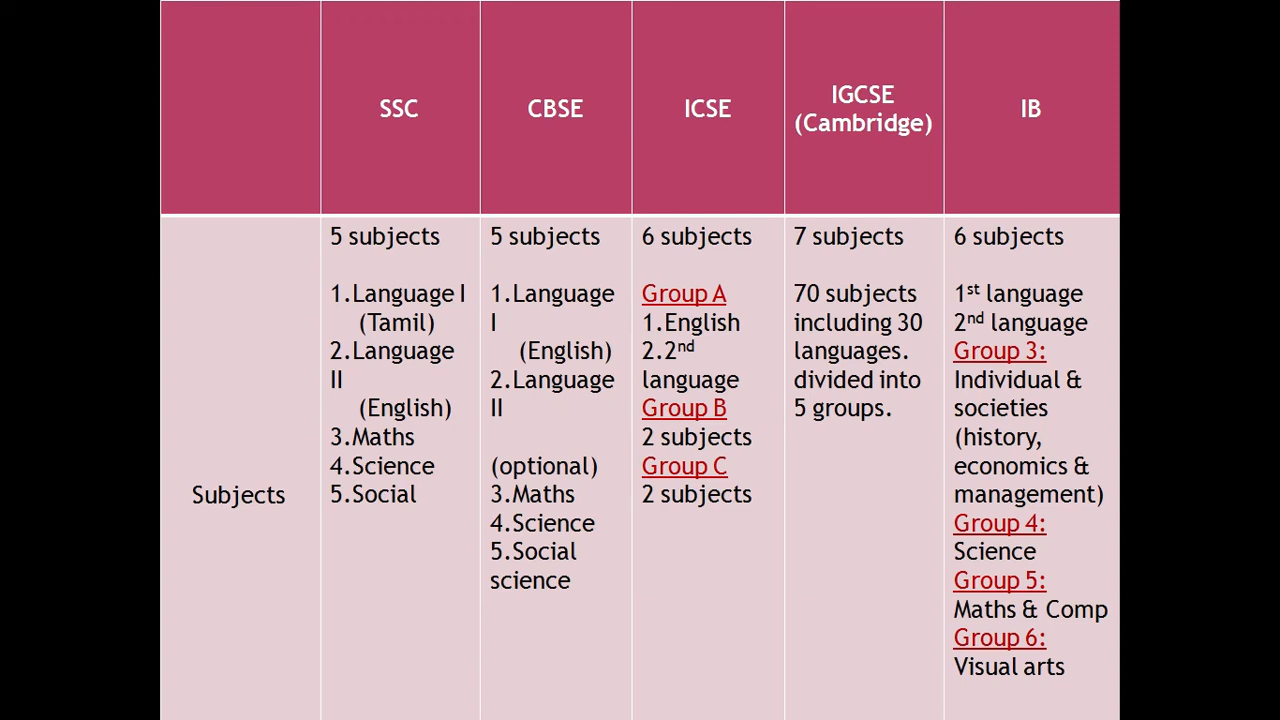 SSC
CBSE
ICSE
IGCSE
(Cambridge)
IB
Subjects
5 subjects
1.Language I
(Tamil)
2.Language
II
(English)
3.Maths
4.Science
5.Social
5 subjects
1.Language
I
(English)
2.Language
II
(optional)
3.Maths
4.Science
5.Social
science
6 subjects
Group A
1.English
2.2nd
language
Group B
2 subjects
Group C
2 subjects
7 subjects
70 subjects
including 30
languages.
divided into
5 groups.
6 subjects
1st language
2nd language
Group 3:
Individual &
societies
(history,
economics &
management)
Group 4:
Science
Group 5:
Maths & Comp
Group 6:
Visual arts